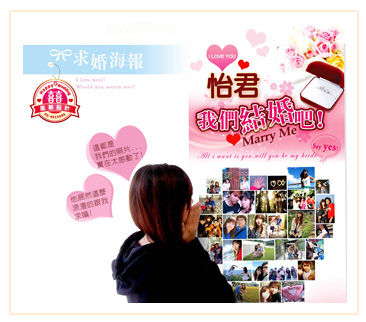 求婚海報
I love you!!
Would you marry me!!
I LOVE YOU
怡君
我們結婚吧!
Marry Me
Say yes!
All i want is you,will you be my bride
這都是
我們的照片...
實在太感動了!
他居然這麼
浪漫的跟我
求婚!